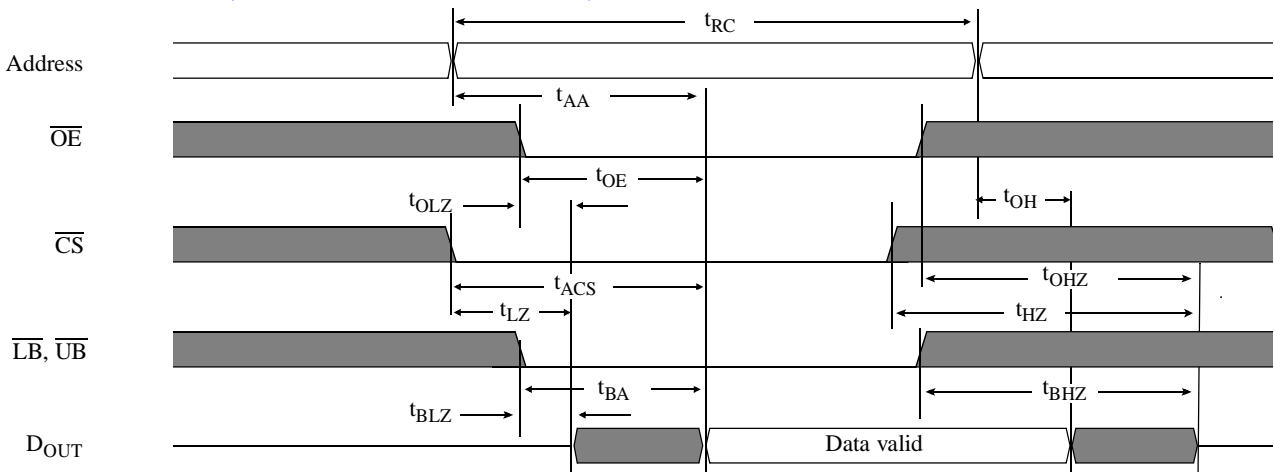 tRC
Address
tAA
OE
tOE
tOLZ
tOH
CS
tACS
tOHZ
tLZ
tHZ
LB, UB
tBA
tBHZ
tBLZ
DOUT
Data valid